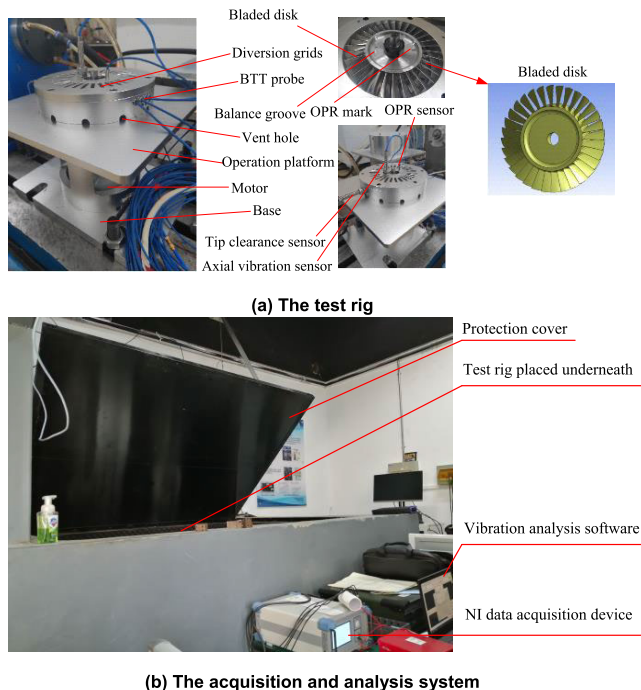 Bladed disk
Diversion grids
BTT probe
Balance groove
OPR mark
OPR sensor
Bladed disk
Vent hole
Operation platform
Motor
Base
Tip clearance sensor
Axial vibration sensor
(a) The test rig
Protection cover
Test rig placed underneath
Vibration analysis software
NI data acquisition device
(b) The acquisition and analysis system